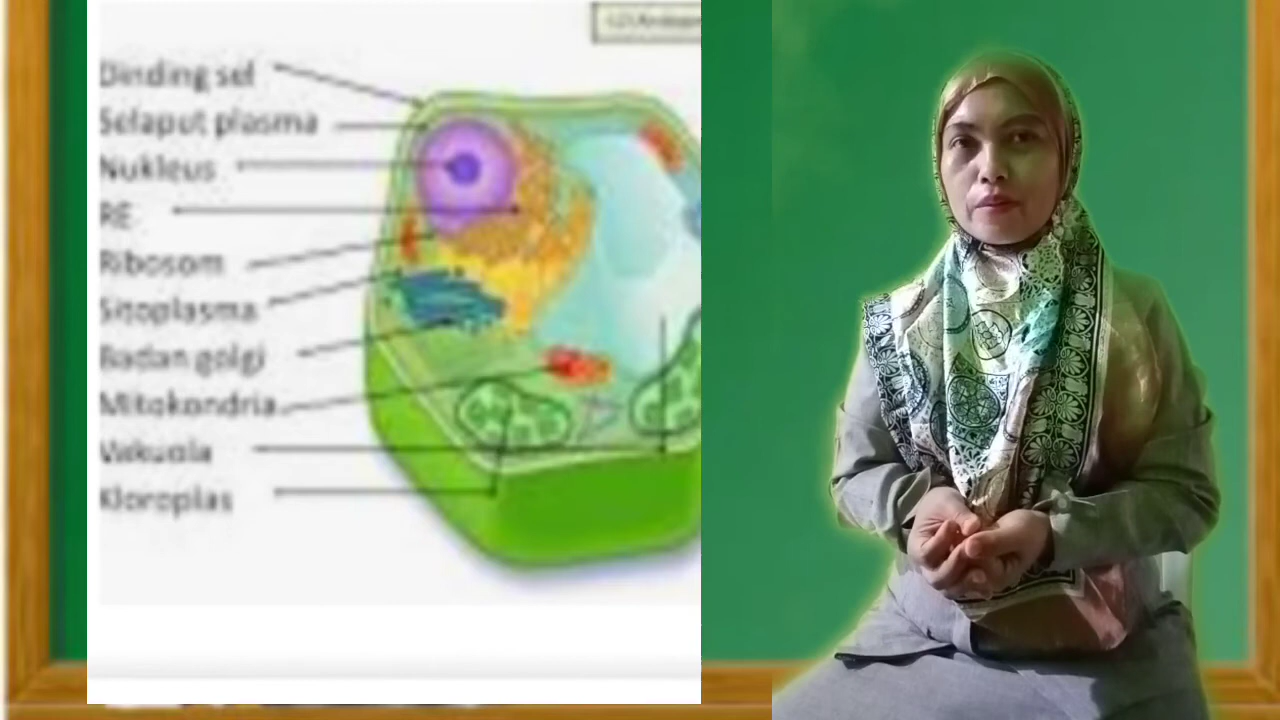 Dinding sel
Selaput plasma
Nukleus
RE
Ribosom
Sitoplasma
Badan golgi
Mitokondria
Vakuola
Kloroplas